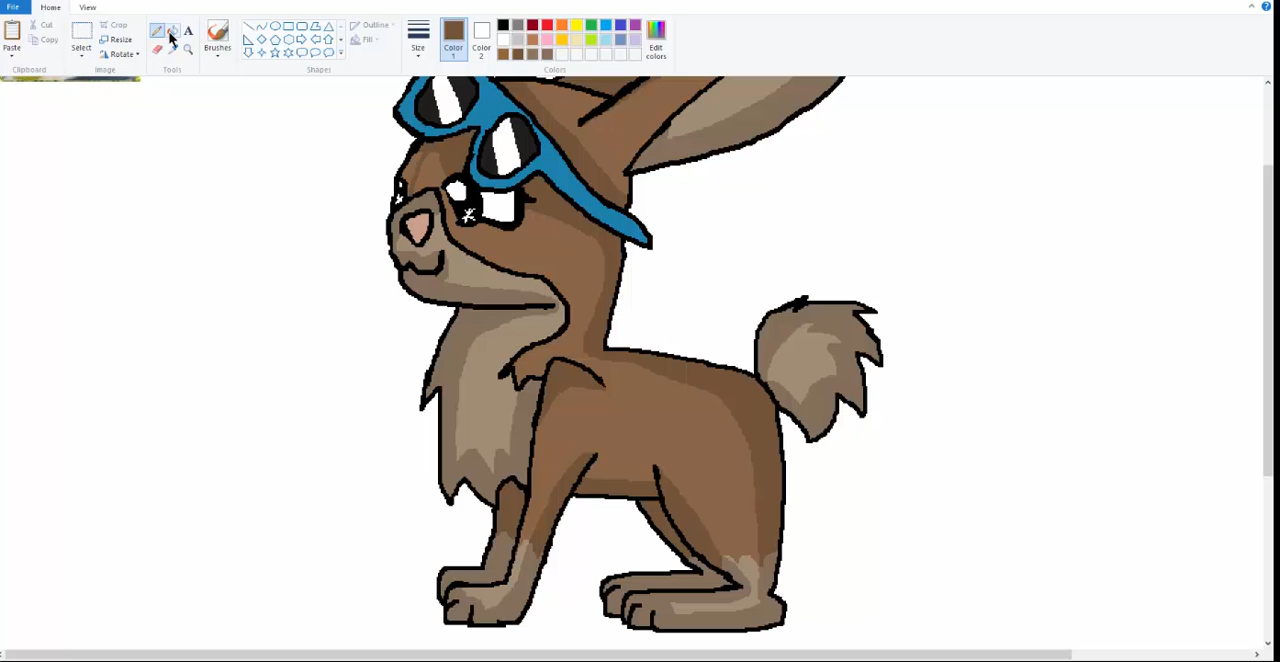 File Home View
Paste Cut Copy Clipboard
Select Crop Resize Rotate Image
A Tools
Brushes
Outline Fill Shapes
Size
Color 1 Color 2 Edit colors Colors